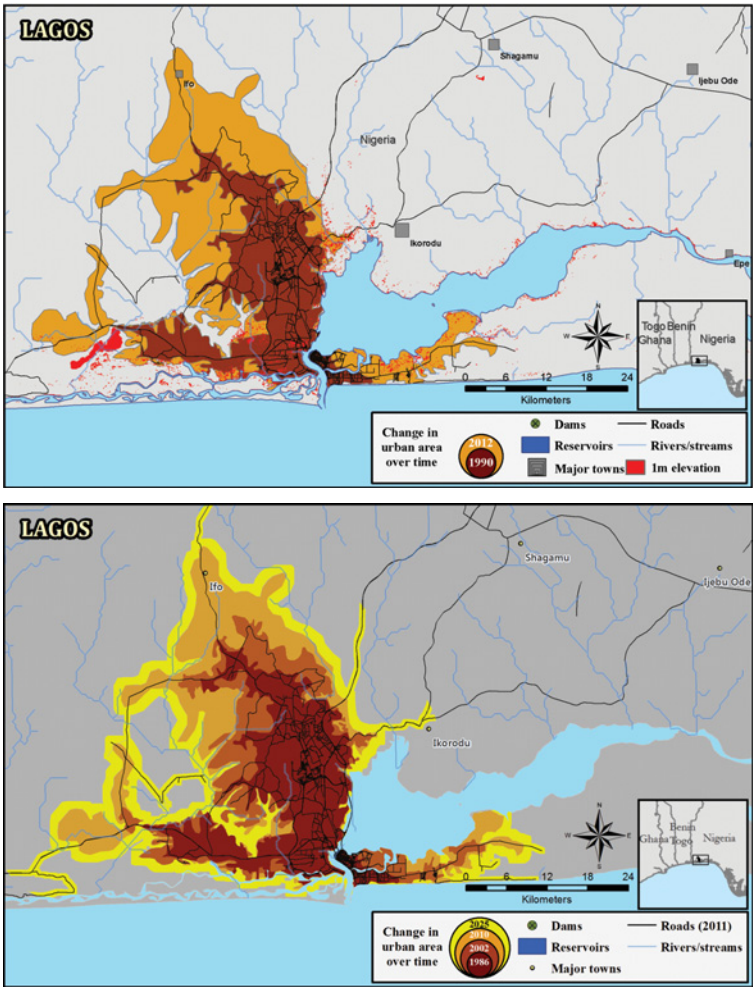 LAGOS
Shagamu
Ijebu Ode
Ifo
Nigeria
Ikorodu
Epe
N
W E
S
Togo Benin
Ghana Nigeria
0 6 12 18 24
Kilometers
Change in
urban area
over time
2012
1990
Dams
Reservoirs
Major towns
Roads
Rivers/streams
1m elevation
LAGOS
Shagamu
Ijebu Ode
Ifo
Ikorodu
N
W E
S
Benin
Ghana Togo Nigeria
0 6 12 18 24
Kilometers
Change in
urban area
over time
2025
2010
2002
1986
Dams
Reservoirs
Major towns
Roads (2011)
Rivers/streams